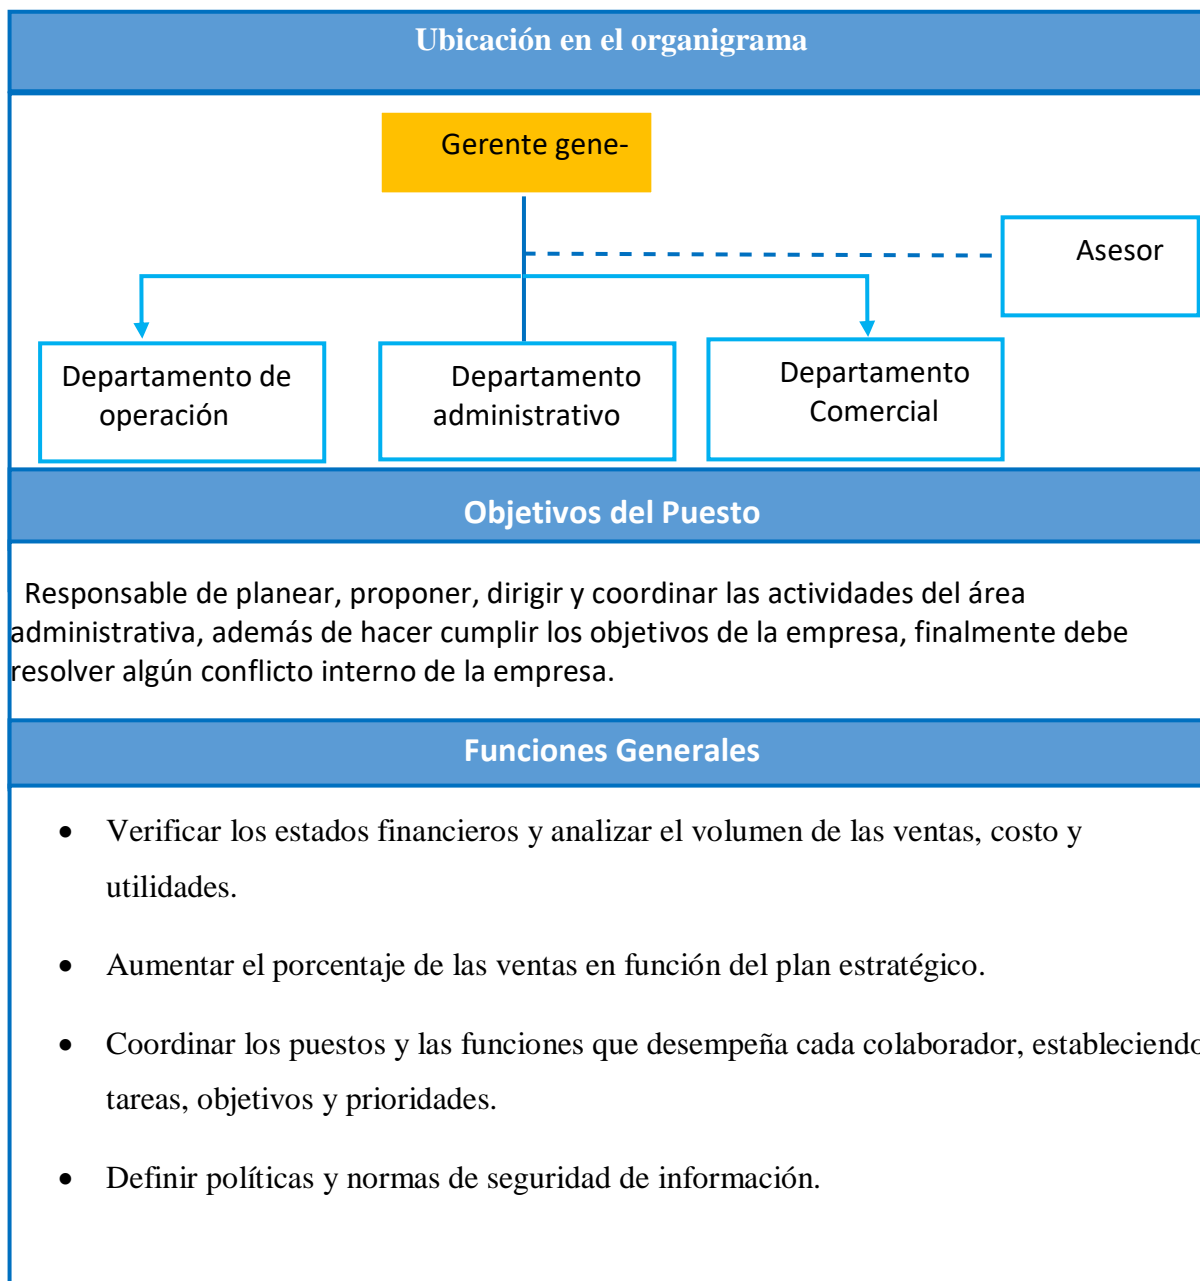 Ubicación en el organigrama
Gerente gene-
Asesor
Departamento de
operación
Departamento
administrativo
Departamento
Comercial
Objetivos del Puesto
Responsable de planear, proponer, dirigir y coordinar las actividades del área
administrativa, además de hacer cumplir los objetivos de la empresa, finalmente debe
resolver algún conflicto interno de la empresa.
Funciones Generales
• Verificar los estados financieros y analizar el volumen de las ventas, costo y
utilidades.
• Aumentar el porcentaje de las ventas en función del plan estratégico.
• Coordinar los puestos y las funciones que desempeña cada colaborador, estableciendo
tareas, objetivos y prioridades.
• Definir políticas y normas de seguridad de información.